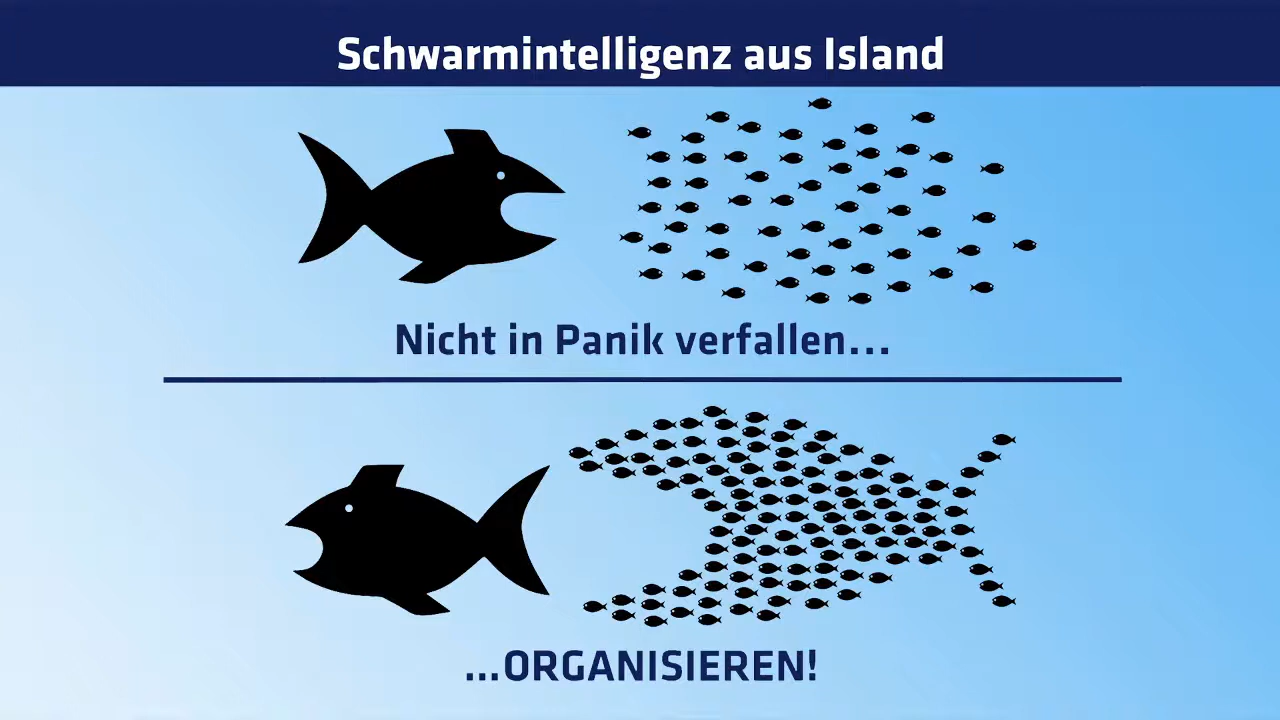 Schwarmintelligenz aus Island
Nicht in Panik verfallen...
...ORGANISIEREN!